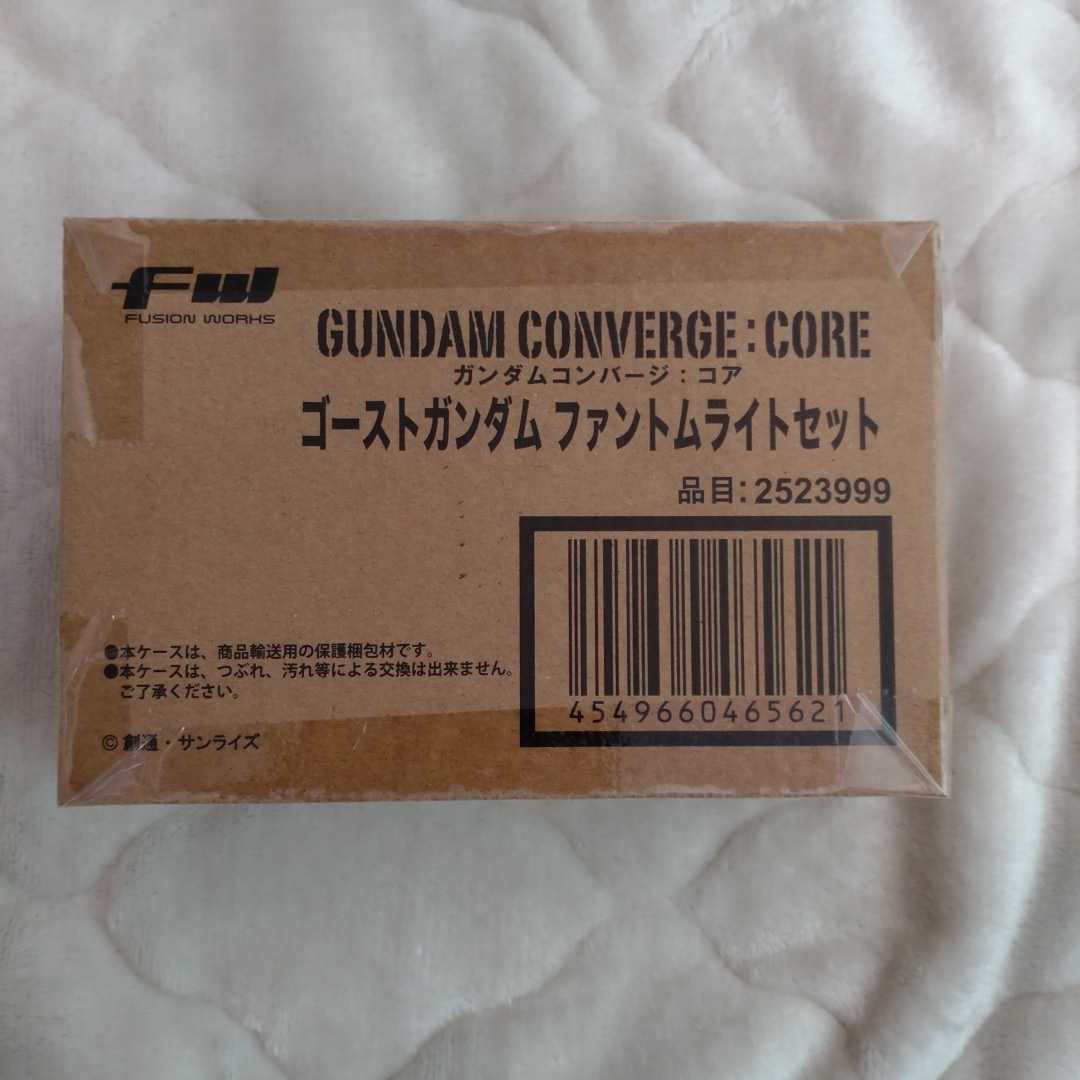 fw
FUSION WORKS
GUNDAM CONVERGE:CORE
ガンダムコンバージ:コア
ゴーストガンダム ファントムライトセット
品目:2523999
4549660465621
●本ケースは、商品輸送用の保護梱包材です。
●本ケースは、つぶれ、汚れ等による交換は出来ません。
ご了承ください。
©創通・サンライズ